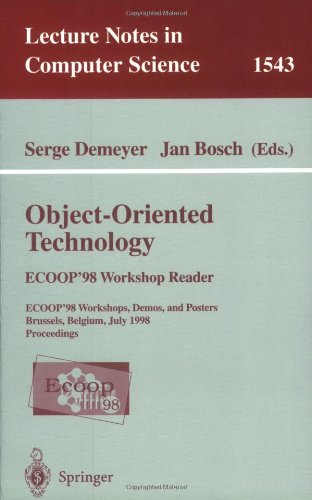 Lecture Notes in
Computer Science 1543
Serge Demeyer Jan Bosch (Eds.)
Object-Oriented
Technology
ECOOP'98 Workshop Reader
ECOOP'98 Workshops, Demos, and Posters
Brussels, Belgium, July 1998
Proceedings
Ecoop
98
Springer